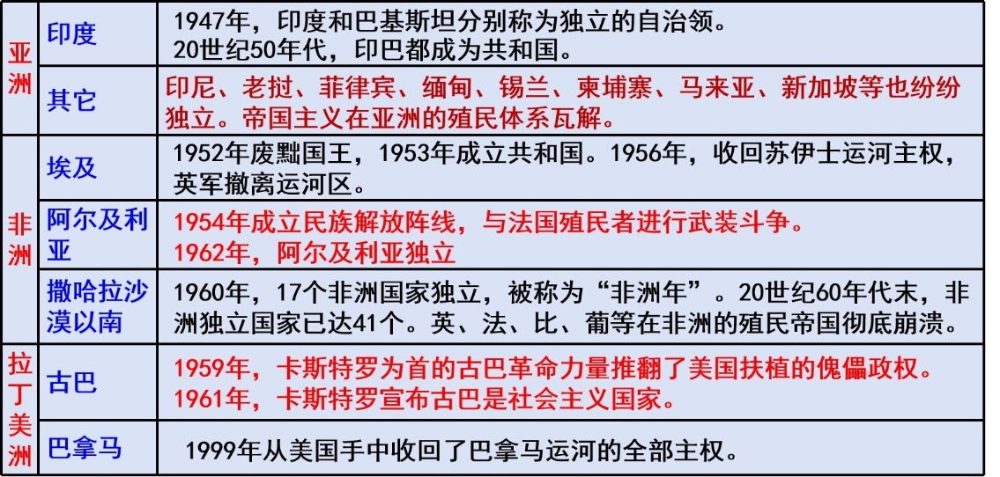 亚洲
印度
1947年，印度和巴基斯坦分别称为独立的自治领。
20世纪50年代，印巴都成为共和国。
其它
印尼、老挝、菲律宾、缅甸、锡兰、柬埔寨、马来亚、新加坡等也纷纷
独立。帝国主义在亚洲的殖民体系瓦解。
非洲
埃及
1952年废黜国王，1953年成立共和国。1956年，收回苏伊士运河主权，
英军撤离运河区。
阿尔及利
亚
1954年成立民族解放阵线，与法国殖民者进行武装斗争。
1962年，阿尔及利亚独立
撒哈拉沙
漠以南
1960年，17个非洲国家独立，被称为“非洲年”。20世纪60年代末，非
洲独立国家已达41个。英、法、比、葡等在非洲的殖民帝国彻底崩溃。
拉丁美洲
古巴
1959年，卡斯特罗为首的古巴革命力量推翻了美国扶植的傀儡政权。
1961年，卡斯特罗宣布古巴是社会主义国家。
巴拿马
1999年从美国手中收回了巴拿马运河的全部主权。